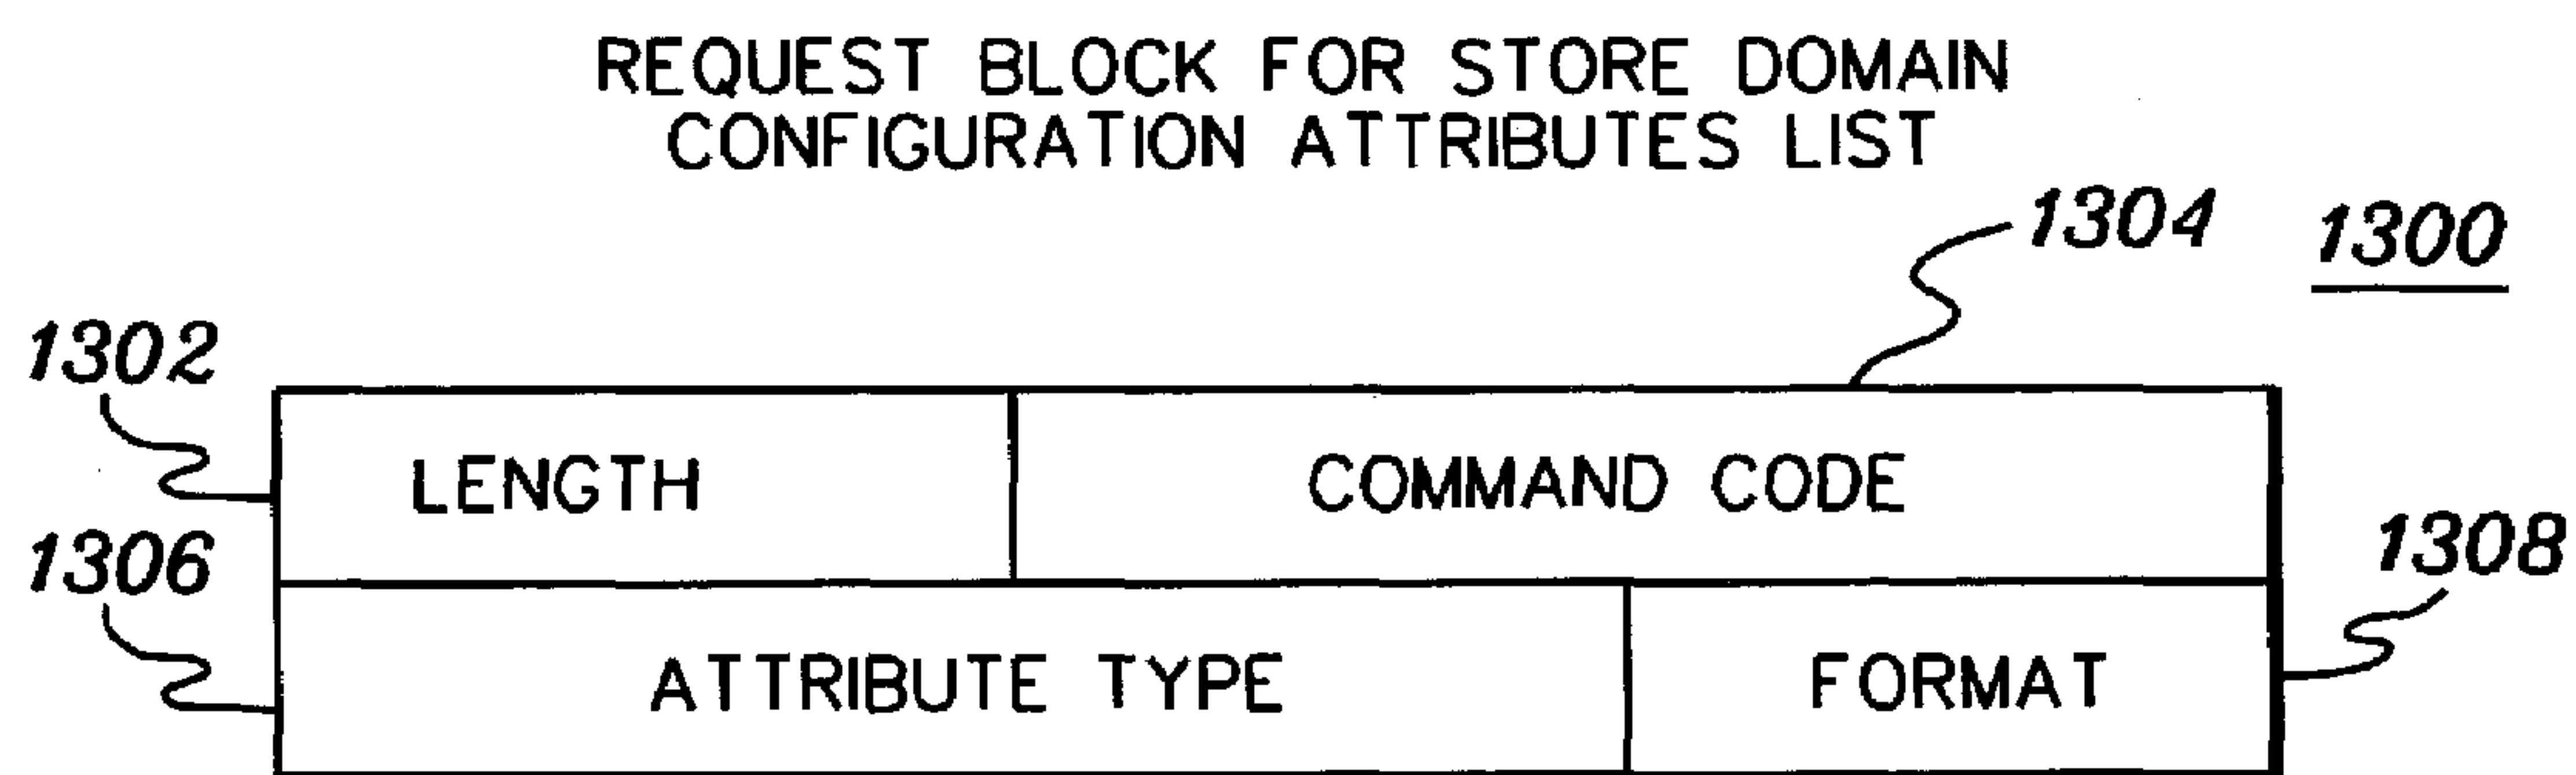 REQUEST BLOCK FOR STORE DOMAIN
CONFIGURATION ATTRIBUTES LIST
1304
1300
1302
LENGTH
COMMAND CODE
1306
1308
ATTRIBUTE TYPE
FORMAT